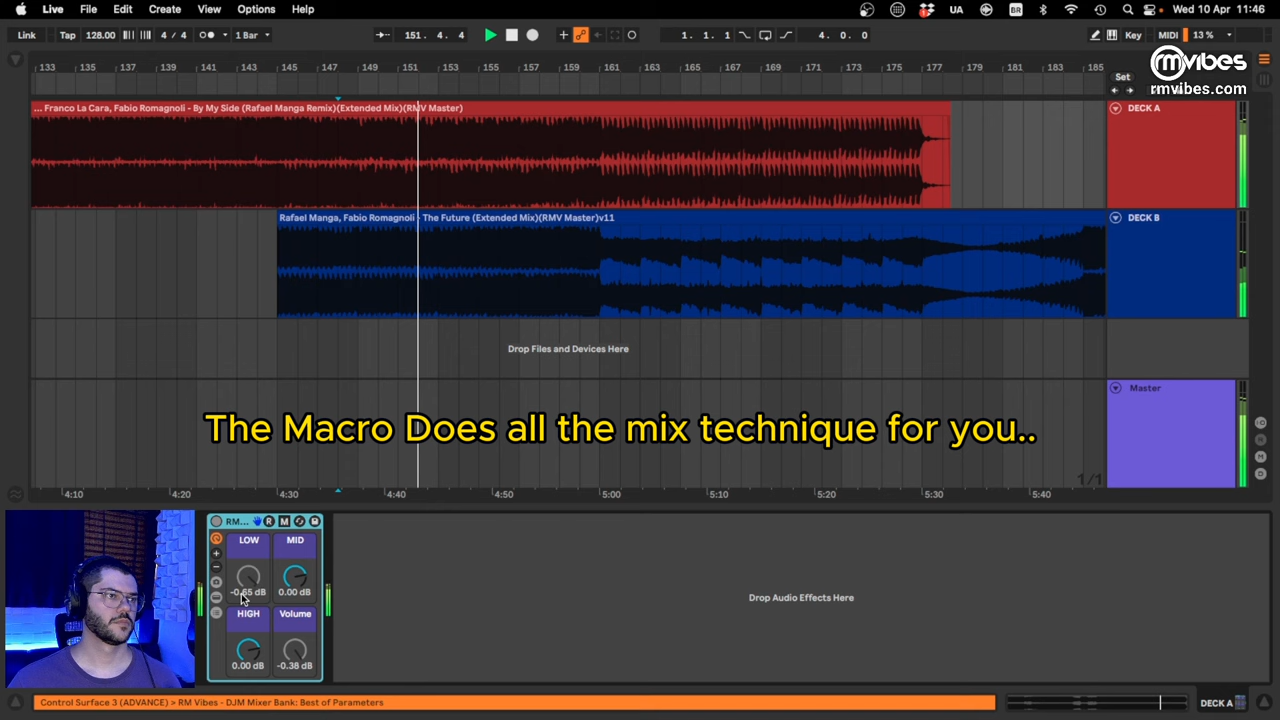 Live File Edit Create View Options Help
UA BR Wed 10 Apr 11:46
Link Tap 128.00 4 / 4 1 Bar 151. 4. 4 1. 1. 1 4. 0. 0 Key MIDI 13 %
133 135 137 139 141 143 145 147 149 151 161 163 165 167 169 171 173 175 177 179 181 183 185
Set
rmvibes
rmvibes.com
... Franco La Cara, Fabio Romagnoli - By My Side (Rafael Manga Remix)(Extended Mix)(RMV Master)
DECK A
Rafael Manga, Fabio Romagnoli - The Future (Extended Mix)(RMV Master)v11
DECK B
Drop Files and Devices Here
Master
The Macro Does all the mix technique for you..
1/1
4:10 4:20 4:30 4:40 4:50 5:00 5:10 5:20 5:30 5:40
RM... R M
LOW MID
-0.65 dB 0.00 dB
HIGH Volume
0.00 dB -0.38 dB
Drop Audio Effects Here
Control Surface 3 (ADVANCE) > RM Vibes - DJM Mixer Bank: Best of Parameters
DECK A